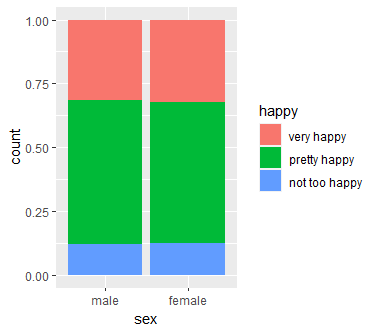 1.00
0.75
0.50
0.25
0.00
count
male female
sex
happy
very happy
pretty happy
not too happy